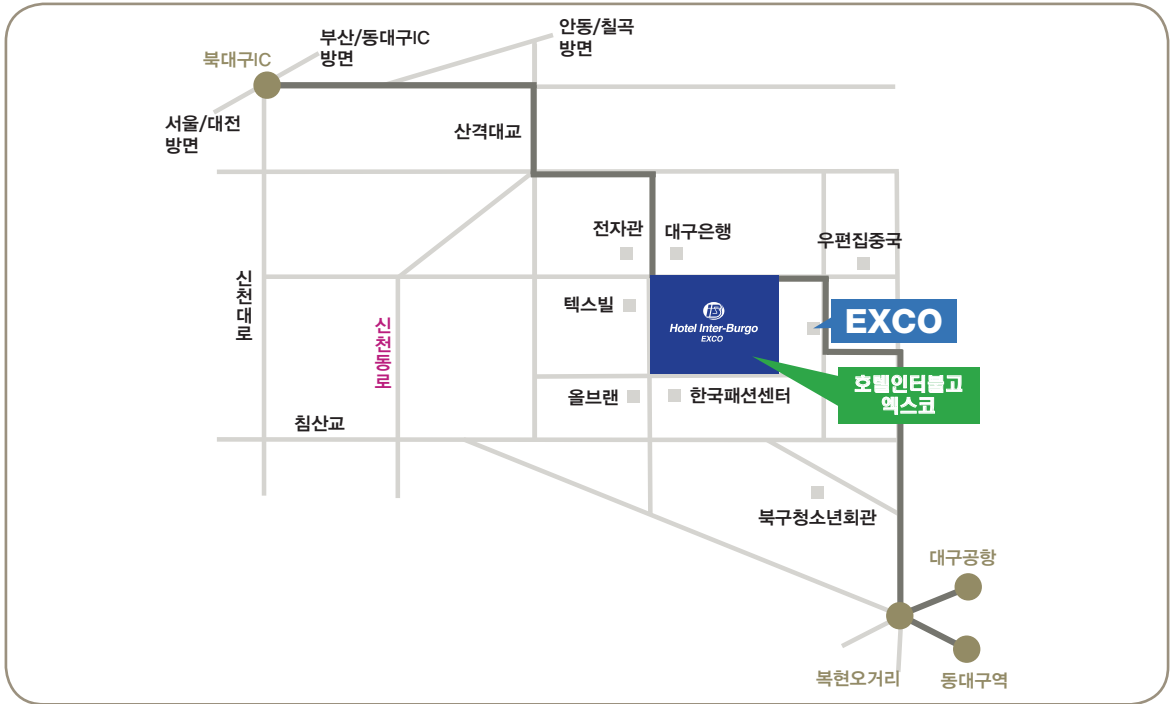 안동/칠곡
방면
부산/동대구IC
방면
북대구IC
서울/대전
방면
산격대교
전자관
대구은행
우편집중국
신천대로
텍스빌
Hotel Inter-Burgo
EXCO
EXCO
신천동로
호텔인터불고
엑스코
올브랜
한국패션센터
침산교
북구청소년회관
대구공항
복현오거리
동대구역